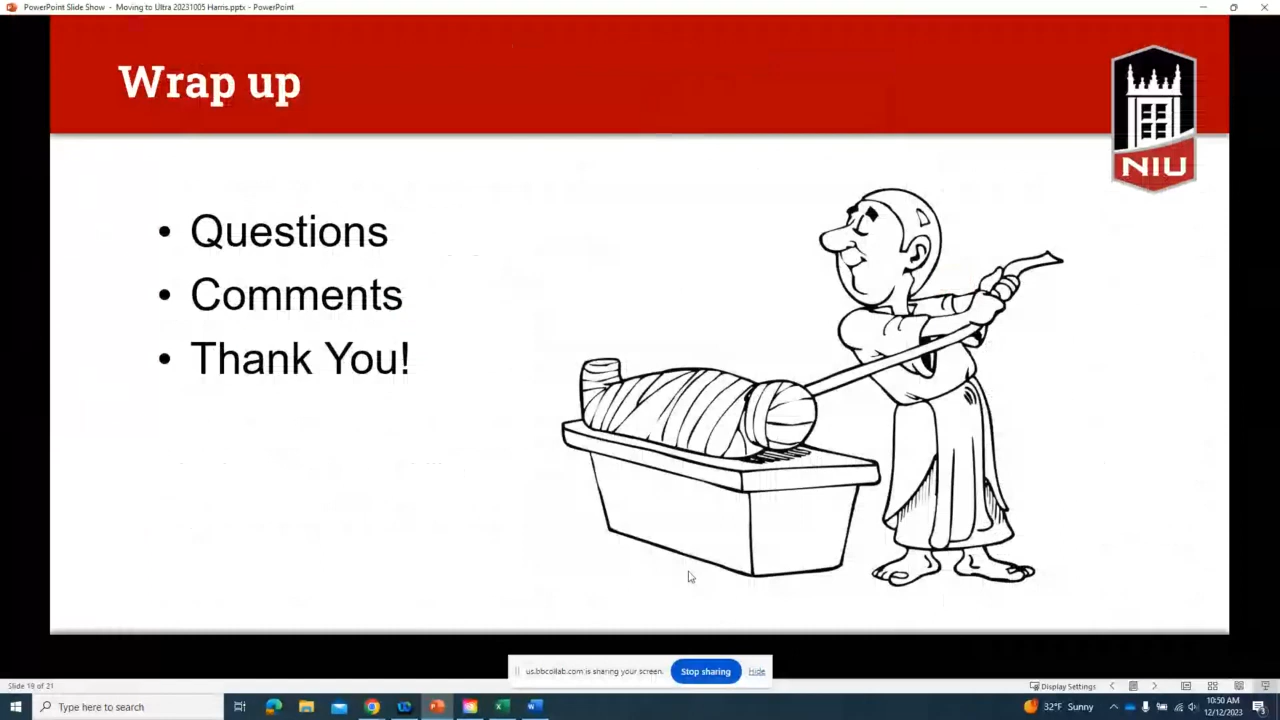 PowerPoint Slide Show - Moving to Ultra 20231005 Harris.pptx - PowerPoint
Wrap up
NIU
• Questions
• Comments
• Thank You!
us.bbcollab.com is sharing your screen.
Stop sharing
Hide
Slide 19 of 21
Display Settings
Type here to search
32°F Sunny
10:50 AM
12/12/2023